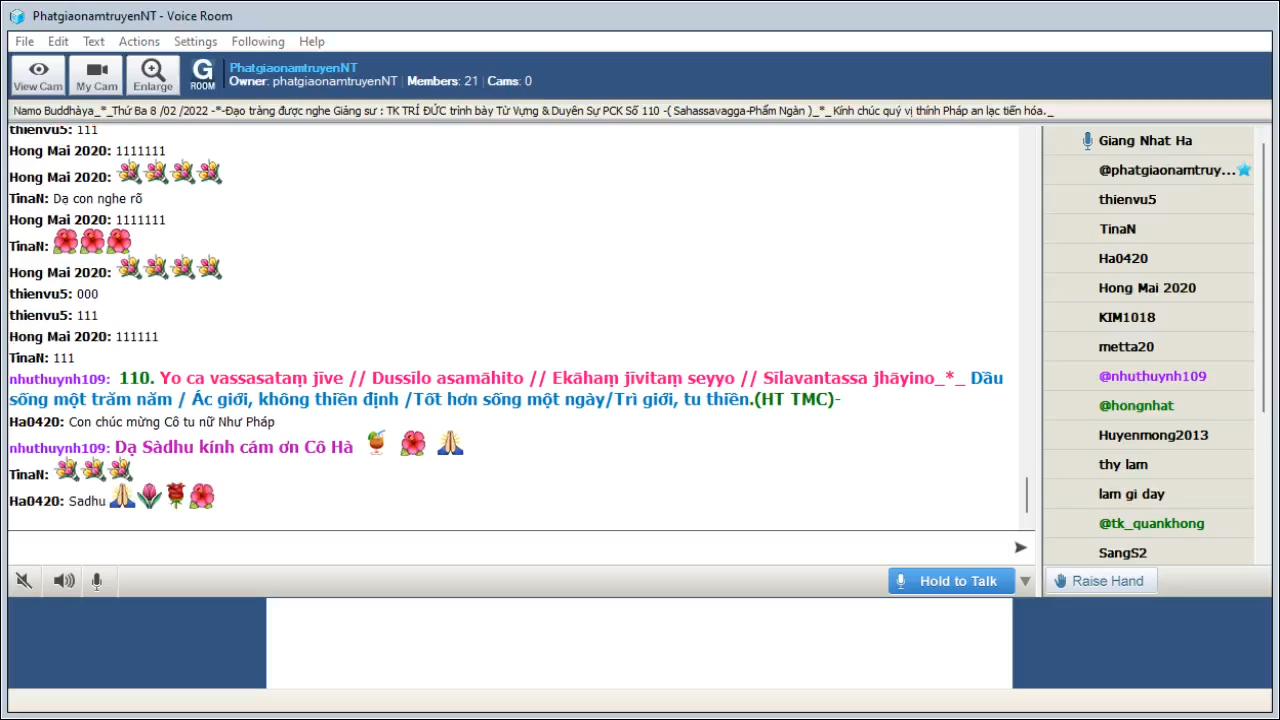 PhatgiaonamtruyenNT - Voice Room
File Edit Text Actions Settings Following Help
View Cam My Cam Enlarge G ROOM
PhatgiaonamtruyenNT
Owner: phatgiaonamtruyenNT Members: 21 Cams: 0
Namo Buddhàya_*_Thứ Ba 8 /02 /2022 -*-Đạo tràng được nghe Giảng sư : TK TRÍ ĐỨC trình bày Từ Vựng & Duyên Sự PCK Số 110 -( Sahassavagga-Phẩm Ngàn )_*_ Kính chúc quý vị thính Pháp an lạc tiến hóa._
thienvu5: 111
Hong Mai 2020: 1111111
Hong Mai 2020:
TinaN: Dạ con nghe rõ
Hong Mai 2020: 1111111
TinaN:
Hong Mai 2020:
thienvu5: 000
thienvu5: 111
Hong Mai 2020: 111111
TinaN: 111
nhuthuynh109: 110. Yo ca vassasataṃ jīve // Dussīlo asamāhito // Ekāhaṃ jīvitaṃ seyyo // Sīlavantassa jhāyino_*_ Dầu
sống một trăm năm / Ác giới, không thiền định /Tốt hơn sống một ngày/Trì giới, tu thiền.(HT TMC)-
Ha0420: Con chúc mừng Cô tu nữ Như Pháp
nhuthuynh109: Dạ Sàdhu kính cám ơn Cô Hà
TinaN:
Ha0420: Sadhu
Giang Nhat Ha
@phatgiaonamtruy...
thienvu5
TinaN
Ha0420
Hong Mai 2020
KIM1018
metta20
@nhuthuynh109
@hongnhat
Huyenmong2013
thy lam
lam gi day
@tk_quankhong
SangS2
Hold to Talk
Raise Hand